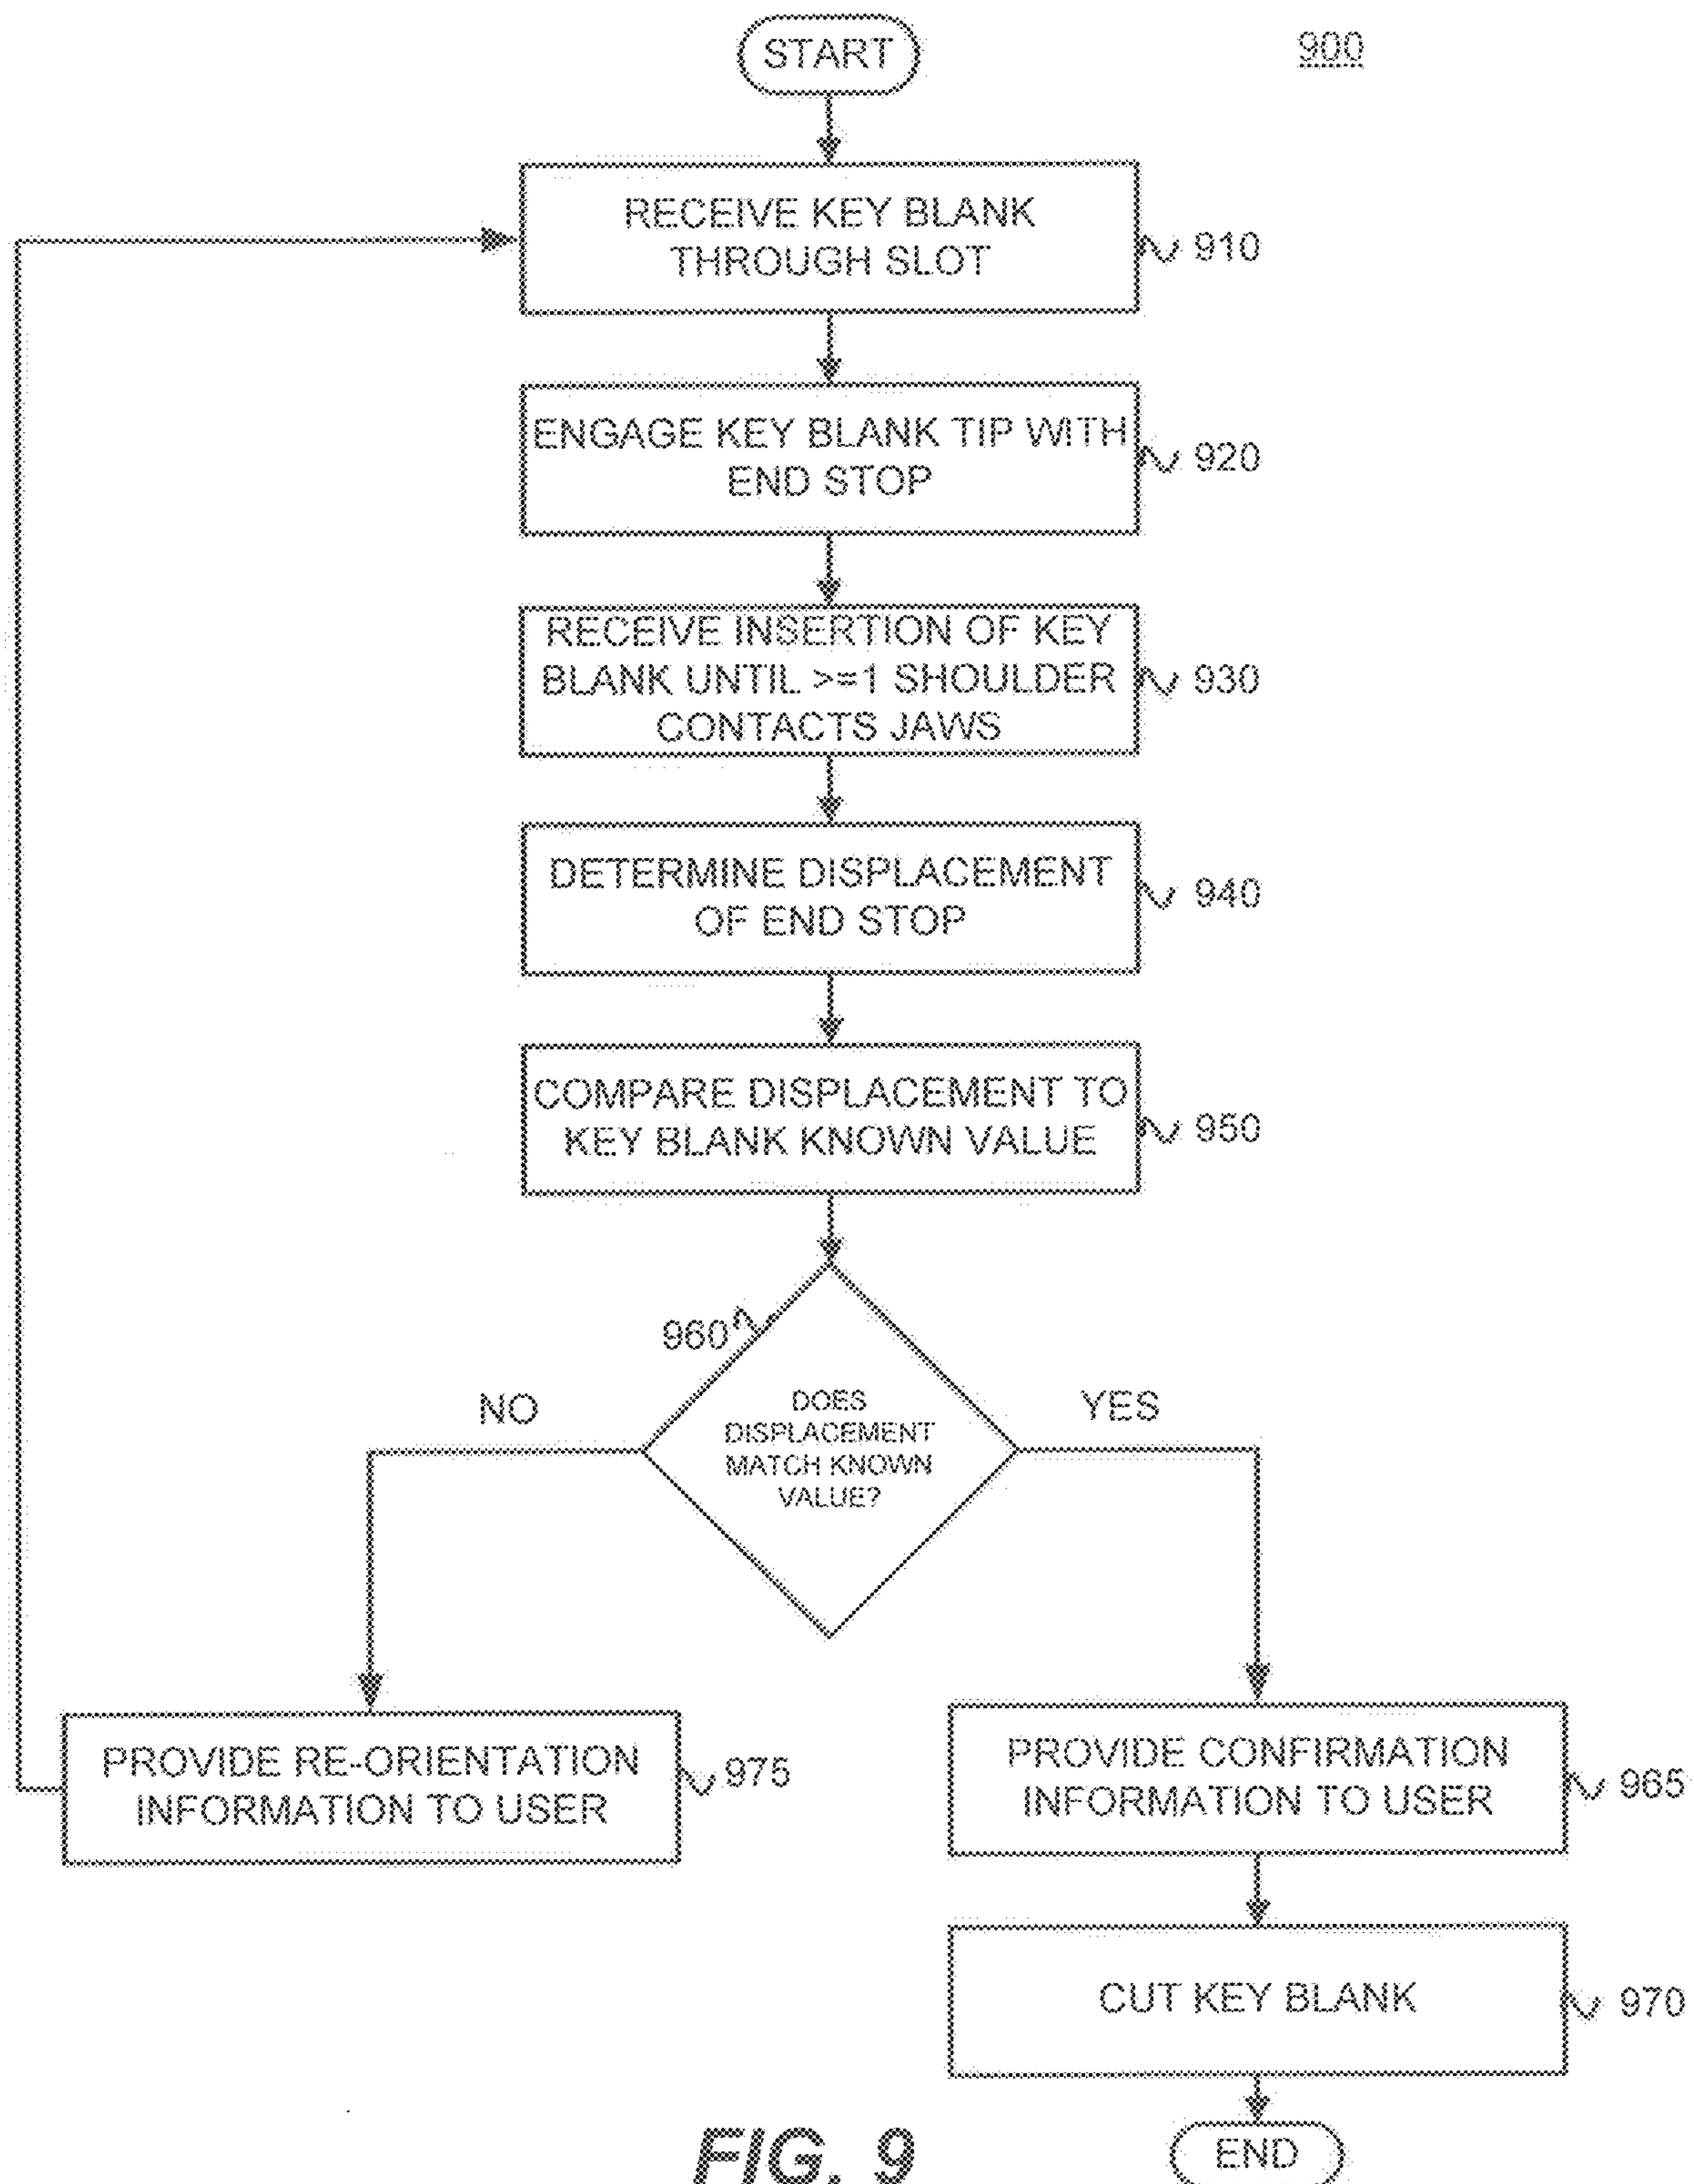 START
900
RECEIVE KEY BLANK
THROUGH SLOT
910
ENGAGE KEY BLANK TIP WITH
END STOP
920
RECEIVE INSERTION OF KEY
BLANK UNTIL >=1 SHOULDER
CONTACTS JAWS
930
DETERMINE DISPLACEMENT
OF END STOP
940
COMPARE DISPLACEMENT TO
KEY BLANK KNOWN VALUE
950
960
DOES
DISPLACEMENT
MATCH KNOWN
VALUE?
NO
YES
PROVIDE RE-ORIENTATION
INFORMATION TO USER
975
PROVIDE CONFIRMATION
INFORMATION TO USER
965
CUT KEY BLANK
970
END
FIG. 9